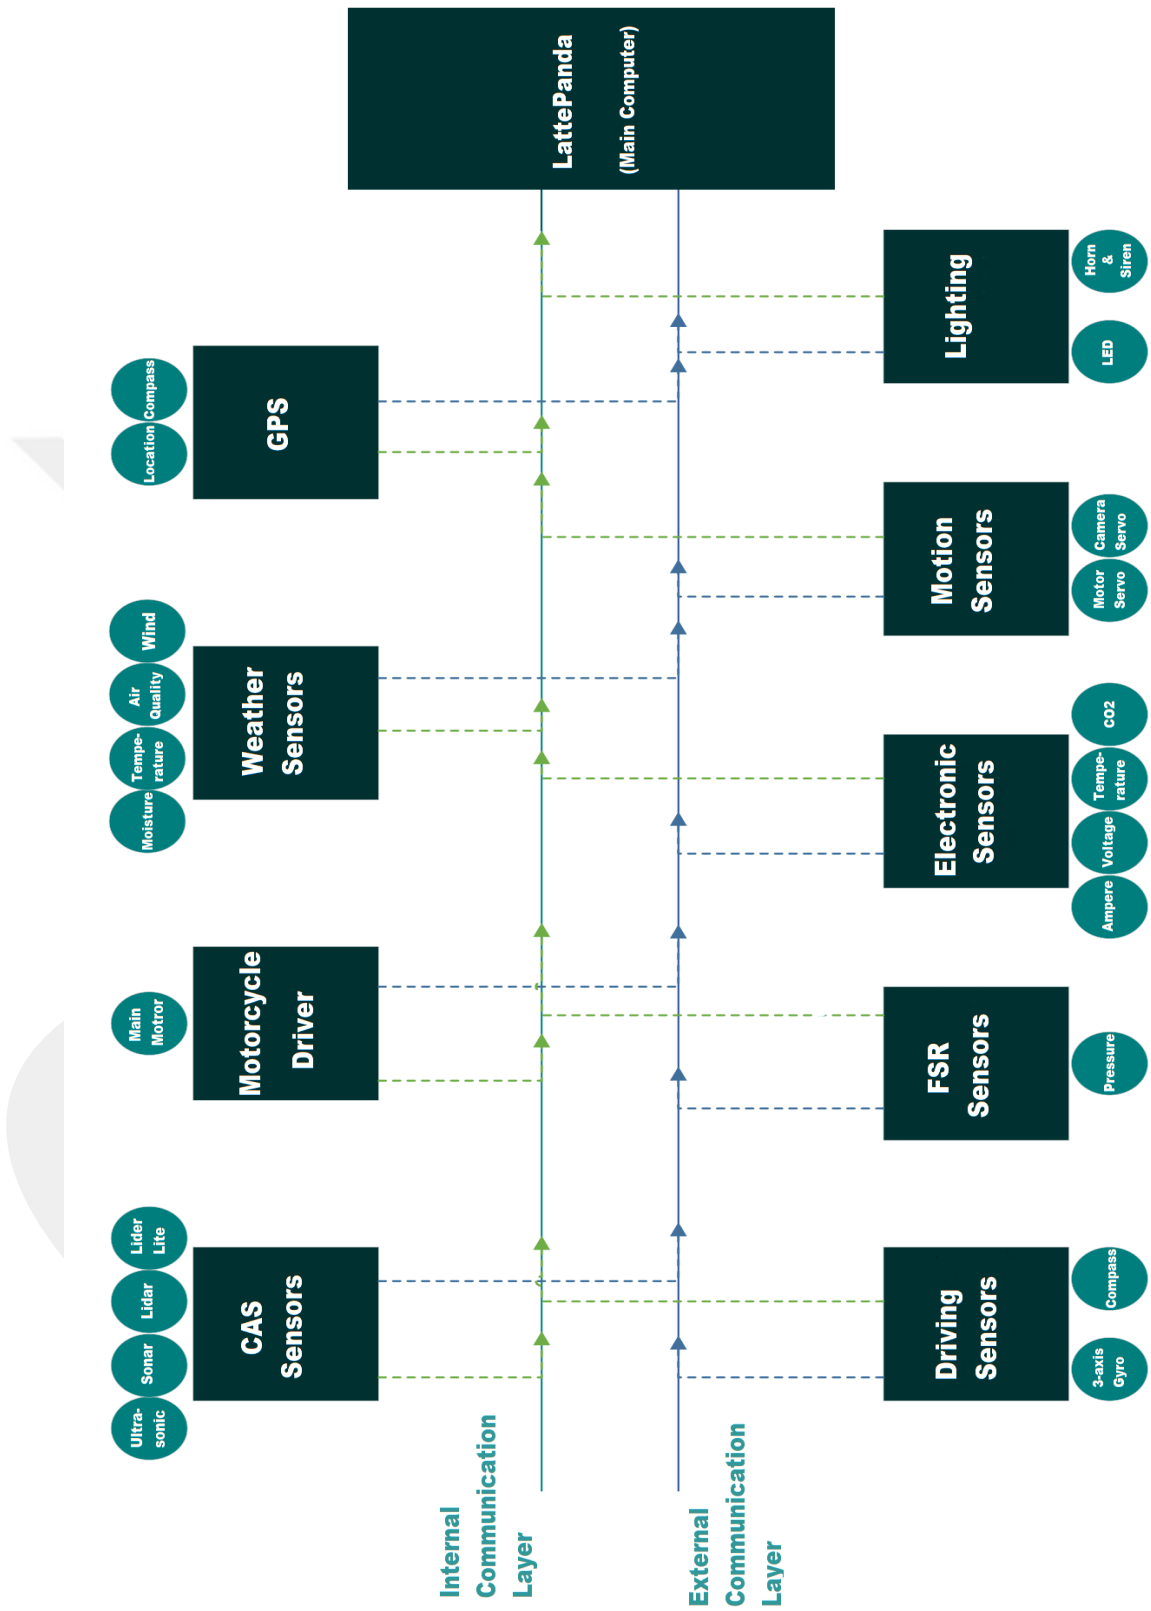 Ultra-
sonic
Sonar
Lidar
Lider
Lite
Main
Motror
Moisture
Tempe-
rature
Air
Quality
Wind
Location
Compass
CAS
Sensors
Motorcycle
Driver
Weather
Sensors
GPS
Internal
Communication
Layer
LattePanda
(Main Computer)
External
Communication
Layer
Driving
Sensors
FSR
Sensors
Electronic
Sensors
Motion
Sensors
Lighting
3-axis
Gyro
Compass
Pressure
Ampere
Voltage
Tempe-
rature
CO2
Motor
Servo
Camera
Servo
LED
Horn
&
Siren